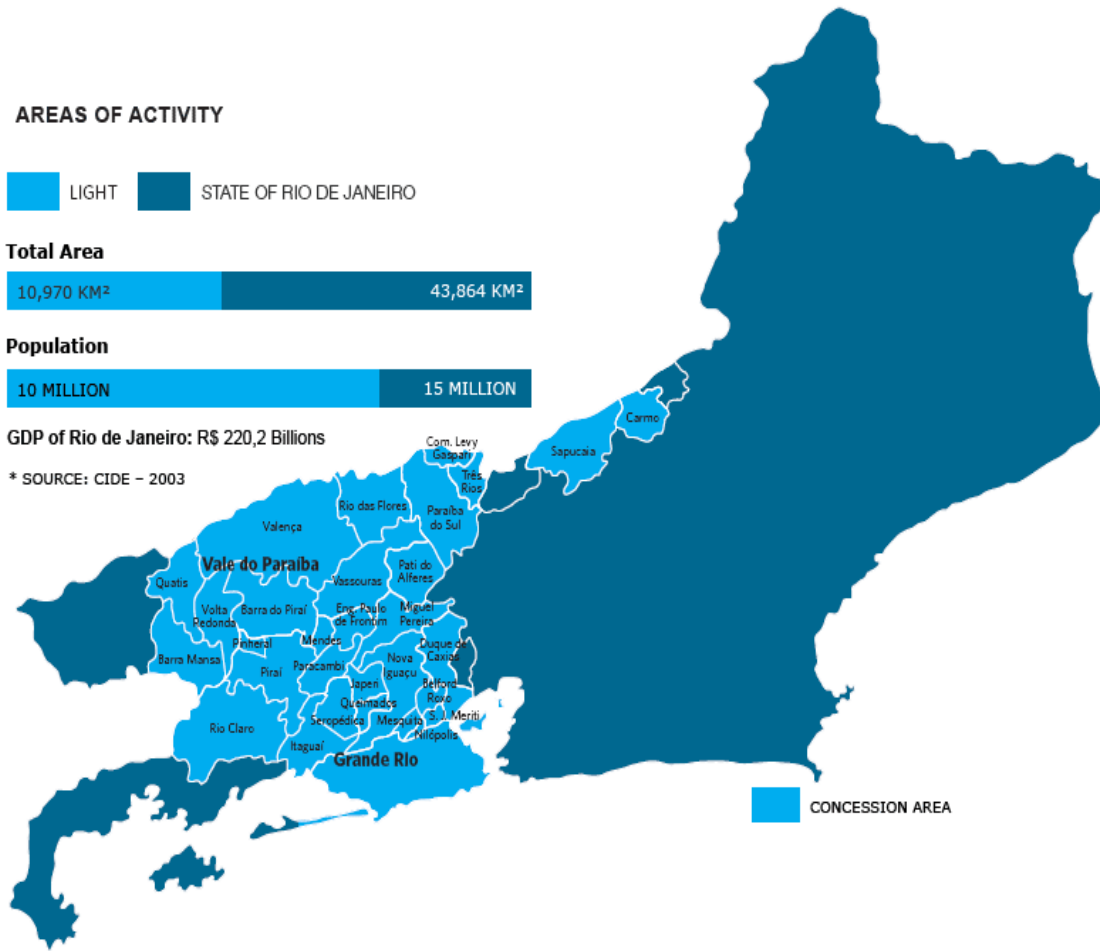 AREAS OF ACTIVITY
LIGHT
STATE OF RIO DE JANEIRO
Total Area
10,970 KM²
43,864 KM²
Population
10 MILLION
15 MILLION
GDP of Rio de Janeiro: R$ 220,2 Billions
* SOURCE: CIDE – 2003
Carmo
Sapucaia
Com. Levy
Gaspari
Três
Rios
Rio das Flores
Paraíba
do Sul
Valença
Vale do Paraíba
Quatis
Vassouras
Pati do
Alferes
Volta
Redonda
Barra do Piraí
Eng. Paulo
de Frontim
Miguel
Pereira
Pinheral
Mendes
Duque de
Caxias
Barra Mansa
Piraí
Paracambi
Nova
Iguaçu
Japeri
Belford
Roxo
Queimados
Rio Claro
Seropédica
Mesquita
S. J. Meriti
Nilópolis
Itaguaí
Grande Rio
CONCESSION AREA